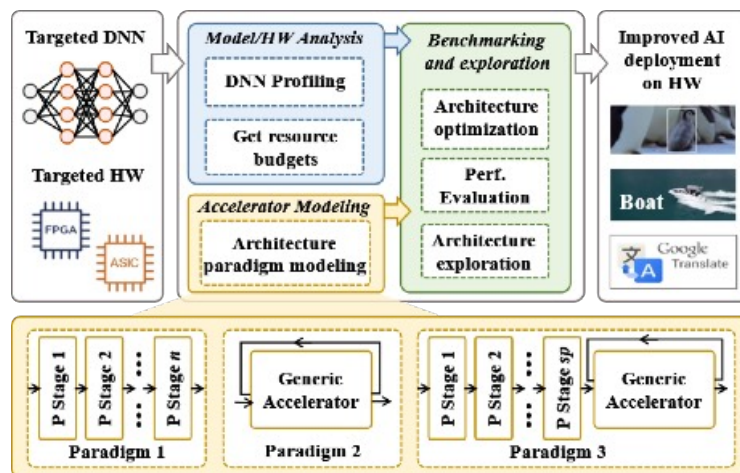 Targeted DNN
Targeted HW
FPGA
ASIC
Model/HW Analysis
DNN Profiling
Get resource
budgets
Accelerator Modeling
Architecture
paradigm modeling
Benchmarking
and exploration
Architecture
optimization
Perf.
Evaluation
Architecture
exploration
Improved AI
deployment
on HW
Boat
文
A
Google
Translate
P Stage 1
P Stage 2
P Stage n
Paradigm 1
Generic
Accelerator
Paradigm 2
P Stage 1
P Stage 2
P Stage sp
Generic
Accelerator
Paradigm 3